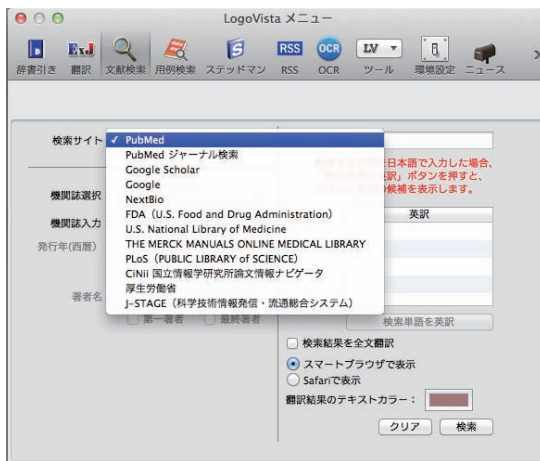 LogoVista メニュー
辞書引き 翻訳 文献検索 用例検索 ステッドマン RSS OCR ツール 環境設定 ニュース
検索サイト ✓ PubMed
PubMed ジャーナル検索
Google Scholar
Google
NextBio
FDA（U.S. Food and Drug Administration）
U.S. National Library of Medicine
THE MERCK MANUALS ONLINE MEDICAL LIBRARY
PLoS（PUBLIC LIBRARY of SCIENCE）
CiNii 国立情報学研究所論文情報ナビゲータ
厚生労働省
J-STAGE（科学技術情報発信・流通総合システム）
機関誌選択
機関誌入力
発行年(西暦)
著者名
第一著者 最終著者
日本語で入力した場合、
英訳」ボタンを押すと、
候補を表示します。
英訳
検索単語を英訳
検索結果を全文翻訳
スマートブラウザで表示
Safariで表示
翻訳結果のテキストカラー：
クリア 検索